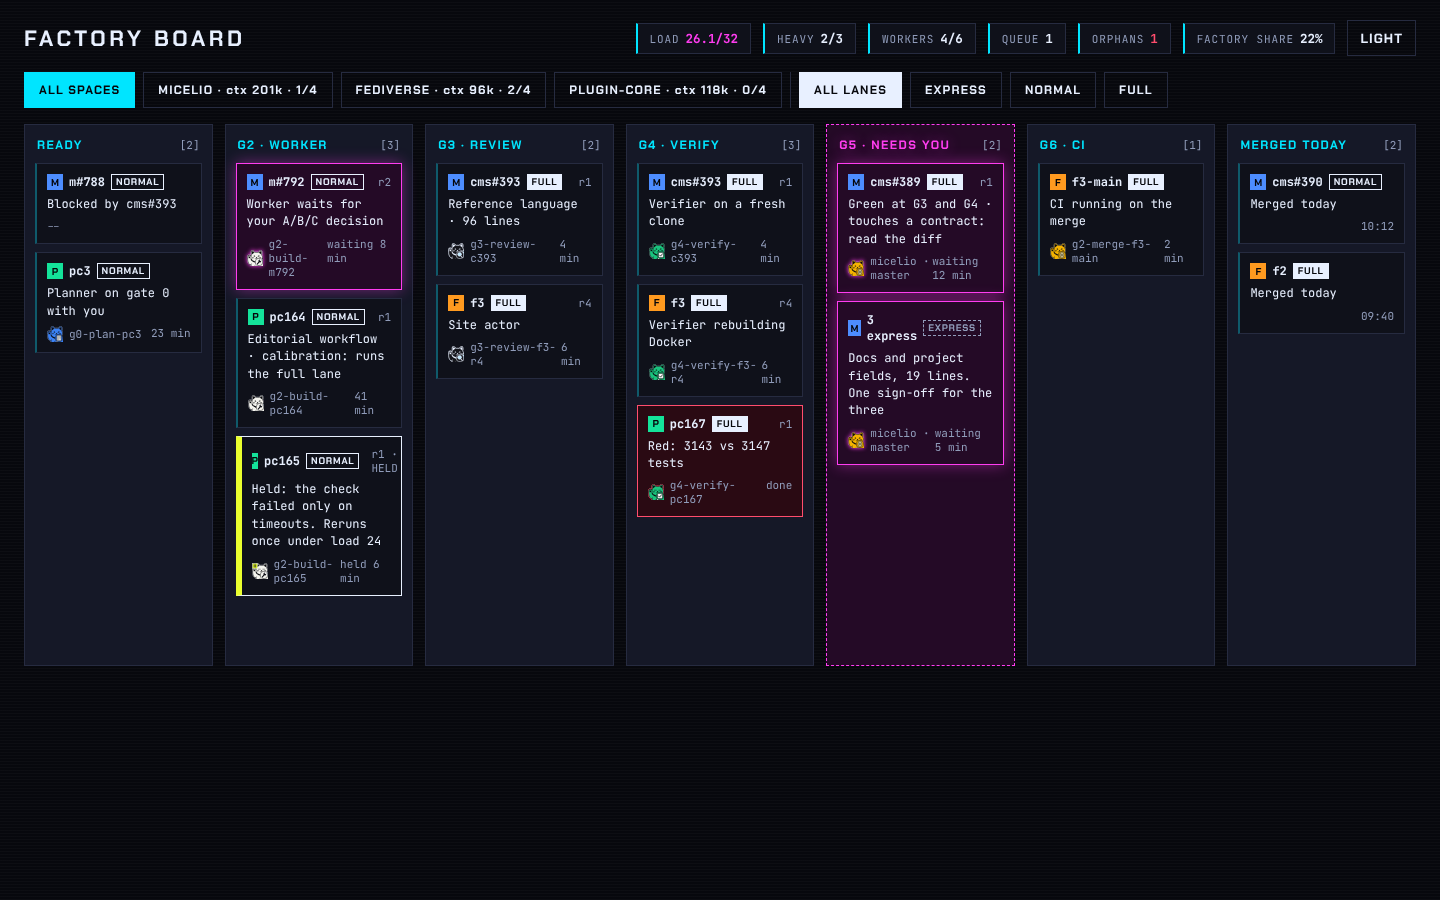 FACTORY BOARD
LOAD 26.1/32
HEAVY 2/3
WORKERS 4/6
QUEUE 1
ORPHANS 1
FACTORY SHARE 22%
LIGHT
ALL SPACES
MICELIO · ctx 201k · 1/4
FEDIVERSE · ctx 96k · 2/4
PLUGIN-CORE · ctx 118k · 0/4
ALL LANES
EXPRESS
NORMAL
FULL
READY [2]
M m#788 NORMAL
Blocked by cms#393
--
P pc3 NORMAL
Planner on gate 0
with you
g0-plan-pc3 23 min
G2 · WORKER [3]
M m#792 NORMAL r2
Worker waits for
your A/B/C decision
g2- waiting 8
build- min
m792
P pc164 NORMAL r1
Editorial workflow
· calibration: runs
the full lane
g2-build- 41
pc164 min
P pc165 NORMAL r1 ·
HELD
Held: the check
failed only on
timeouts. Reruns
once under load 24
g2-build- held 6
pc165 min
G3 · REVIEW [2]
M cms#393 FULL r1
Reference language
· 96 lines
g3-review- 4
c393 min
F f3 FULL r4
Site actor
g3-review-f3- 6
r4 min
G4 · VERIFY [3]
M cms#393 FULL r1
Verifier on a fresh
clone
g4-verify- 4
c393 min
F f3 FULL r4
Verifier rebuilding
Docker
g4-verify-f3- 6
r4 min
P pc167 FULL r1
Red: 3143 vs 3147
tests
g4-verify- done
pc167
G5 · NEEDS YOU [2]
M cms#389 FULL r1
Green at G3 and G4 ·
touches a contract:
read the diff
micelio · waiting
master 12 min
M 3 EXPRESS
express
Docs and project
fields, 19 lines.
One sign-off for the
three
micelio · waiting
master 5 min
G6 · CI [1]
F f3-main FULL
CI running on the
merge
g2-merge-f3- 2
main min
MERGED TODAY [2]
M cms#390 NORMAL
Merged today
10:12
F f2 FULL
Merged today
09:40